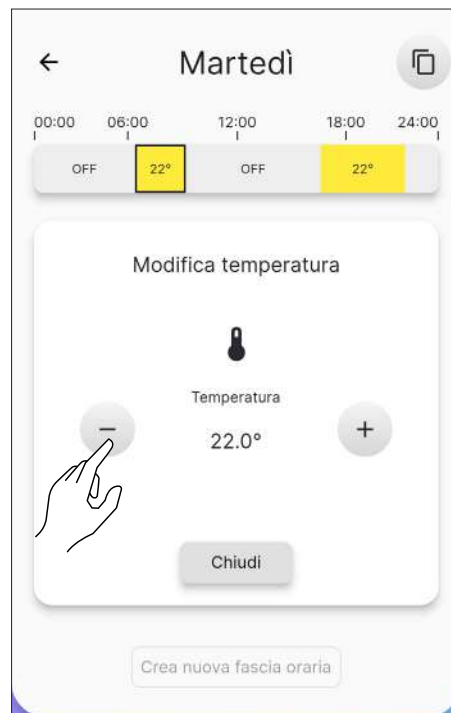 Martedì
00:00 06:00 12:00 18:00 24:00
OFF 22° OFF 22°
Modifica temperatura
Temperatura
− 22.0° +
Chiudi
Crea nuova fascia oraria